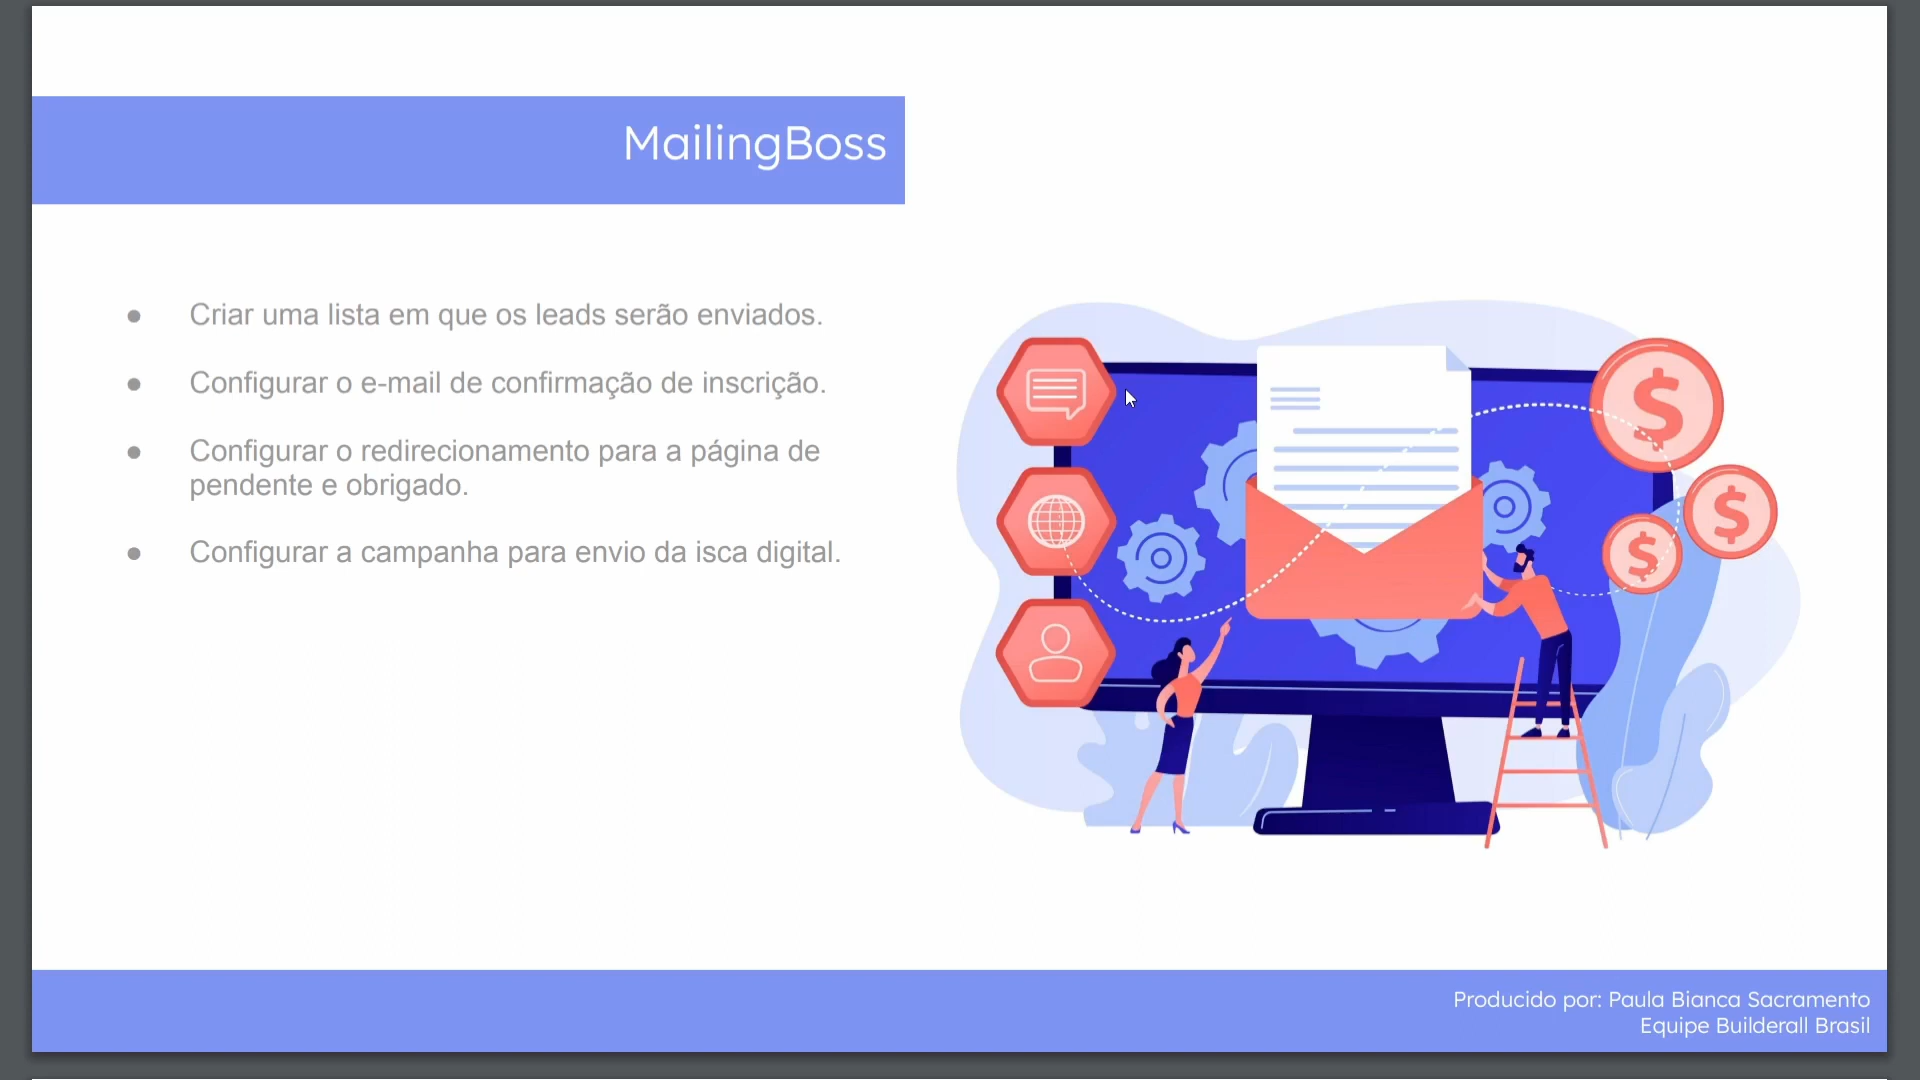 MailingBoss
● Criar uma lista em que os leads serão enviados.
● Configurar o e-mail de confirmação de inscrição.
● Configurar o redirecionamento para a página de
pendente e obrigado.
● Configurar a campanha para envio da isca digital.
$
$
$
Producido por: Paula Bianca Sacramento
Equipe Builderall Brasil